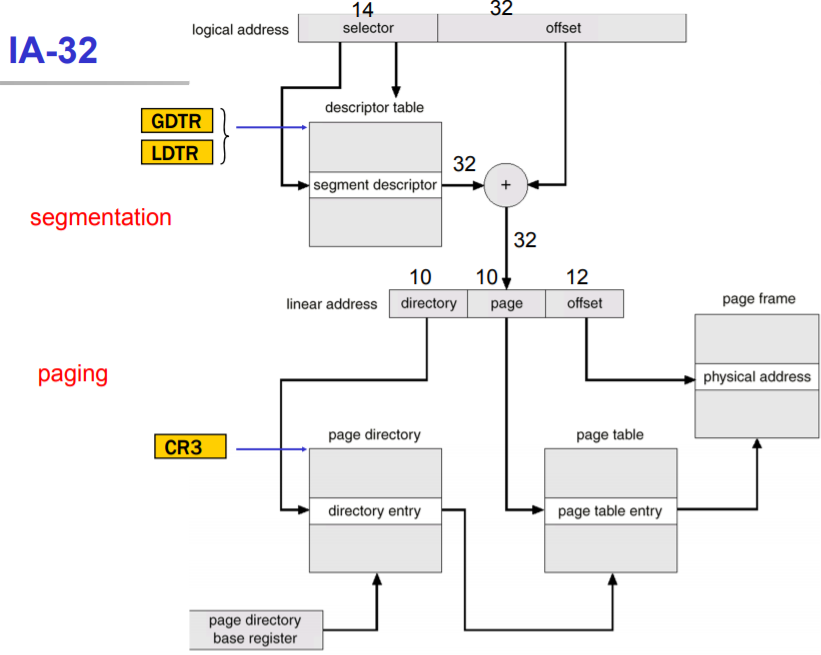 14
32
logical address
selector
offset
IA-32
descriptor table
GDTR
LDTR
32
segment descriptor
+
segmentation
32
10
10
12
linear address
directory
page
offset
page frame
physical address
paging
CR3
page directory
page table
directory entry
page table entry
page directory
base register